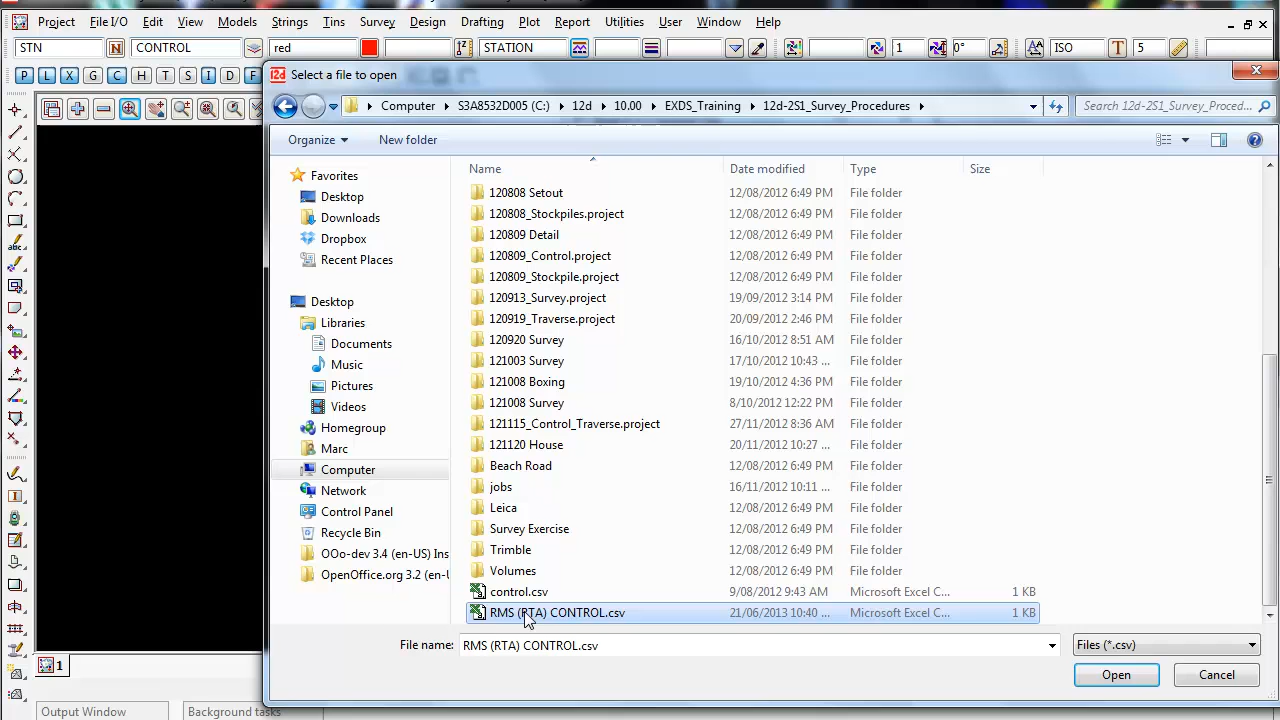 Project File I/O Edit View Models Strings Tins Survey Design Drafting Plot Report Utilities User Window Help
STN N CONTROL red STATION 1 0° ISO T 5
P L X G C H T S I D F
Select a file to open
Computer S3A8532D005 (C:) 12d 10.00 EXDS_Training 12d-2S1_Survey_Procedures Search 12d-2S1_Survey_Proced...
Organize New folder
Name Date modified Type Size
Favorites
Desktop
Downloads
Dropbox
Recent Places
Desktop
Libraries
Documents
Music
Pictures
Videos
Homegroup
Marc
Computer
Network
Control Panel
Recycle Bin
OOo-dev 3.4 (en-US) Ins
OpenOffice.org 3.2 (en-U
120808 Setout 12/08/2012 6:49 PM File folder
120808_Stockpiles.project 12/08/2012 6:49 PM File folder
120809 Detail 12/08/2012 6:49 PM File folder
120809_Control.project 12/08/2012 6:49 PM File folder
120809_Stockpile.project 12/08/2012 6:49 PM File folder
120913_Survey.project 19/09/2012 3:14 PM File folder
120919_Traverse.project 20/09/2012 2:46 PM File folder
120920 Survey 16/10/2012 8:51 AM File folder
121003 Survey 17/10/2012 10:43 ... File folder
121008 Boxing 19/10/2012 4:36 PM File folder
121008 Survey 8/10/2012 12:22 PM File folder
121115_Control_Traverse.project 27/11/2012 8:36 AM File folder
121120 House 20/11/2012 10:27 ... File folder
Beach Road 12/08/2012 6:49 PM File folder
jobs 16/11/2012 10:11 ... File folder
Leica 12/08/2012 6:49 PM File folder
Survey Exercise 12/08/2012 6:49 PM File folder
Trimble 12/08/2012 6:49 PM File folder
Volumes 12/08/2012 6:49 PM File folder
control.csv 9/08/2012 9:43 AM Microsoft Excel C... 1 KB
RMS (RTA) CONTROL.csv 21/06/2013 10:40 ... Microsoft Excel C... 1 KB
File name: RMS (RTA) CONTROL.csv Files (*.csv)
Open Cancel
1
Output Window Background tasks